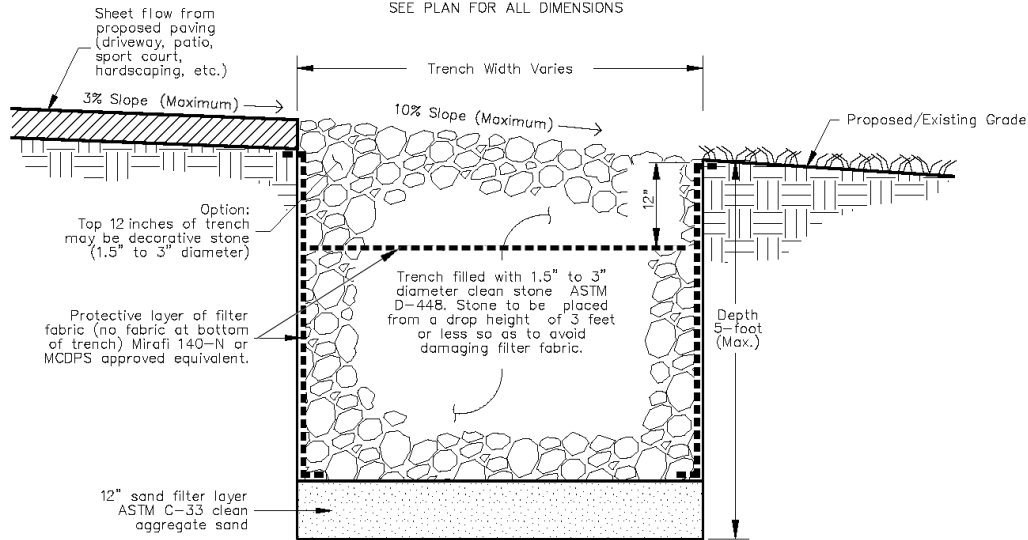 SEE PLAN FOR ALL DIMENSIONS
Sheet flow from
proposed paving
(driveway, patio,
sport court,
hardscaping, etc.)
Trench Width Varies
3% Slope (Maximum)
10% Slope (Maximum)
Proposed/Existing Grade
12"
Option:
Top 12 inches of trench
may be decorative stone
(1.5" to 3" diameter)
Trench filled with 1.5" to 3"
diameter clean stone ASTM
D-448. Stone to be placed
from a drop height of 3 feet
or less so as to avoid
damaging filter fabric.
Protective layer of filter
fabric (no fabric at bottom
of trench) Mirafi 140-N or
MCDPS approved equivalent.
Depth
5-foot
(Max.)
12" sand filter layer
ASTM C-33 clean
aggregate sand